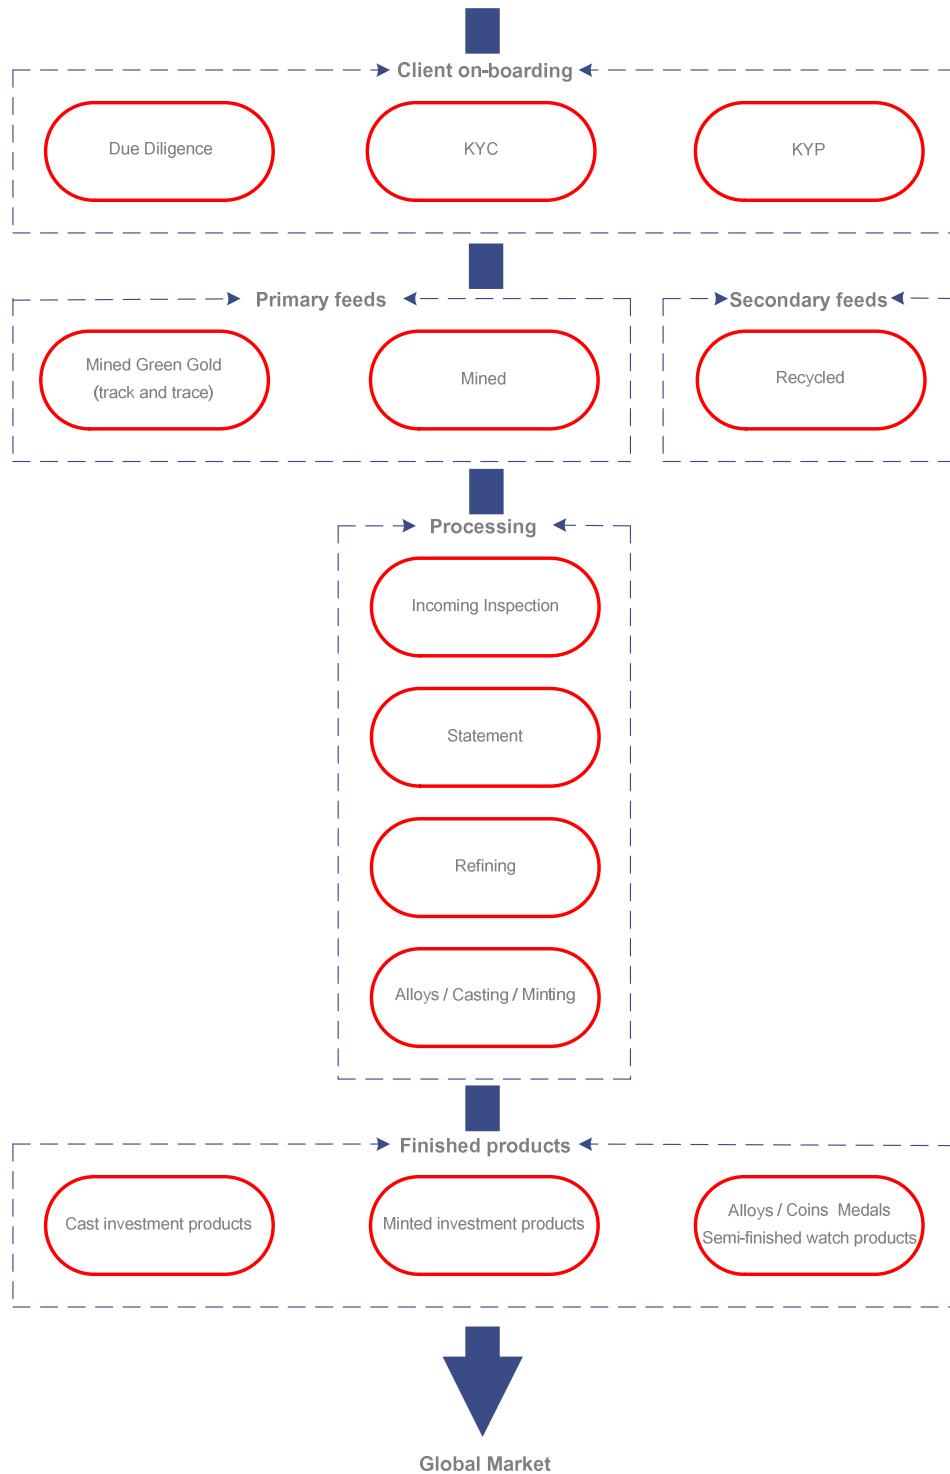 Client on-boarding
Due Diligence
KYC
KYP
Primary feeds
Secondary feeds
Mined Green Gold
(track and trace)
Mined
Recycled
Processing
Incoming Inspection
Statement
Refining
Alloys / Casting / Minting
Finished products
Cast investment products
Minted investment products
Alloys / Coins Medals
Semi-finished watch products
Global Market